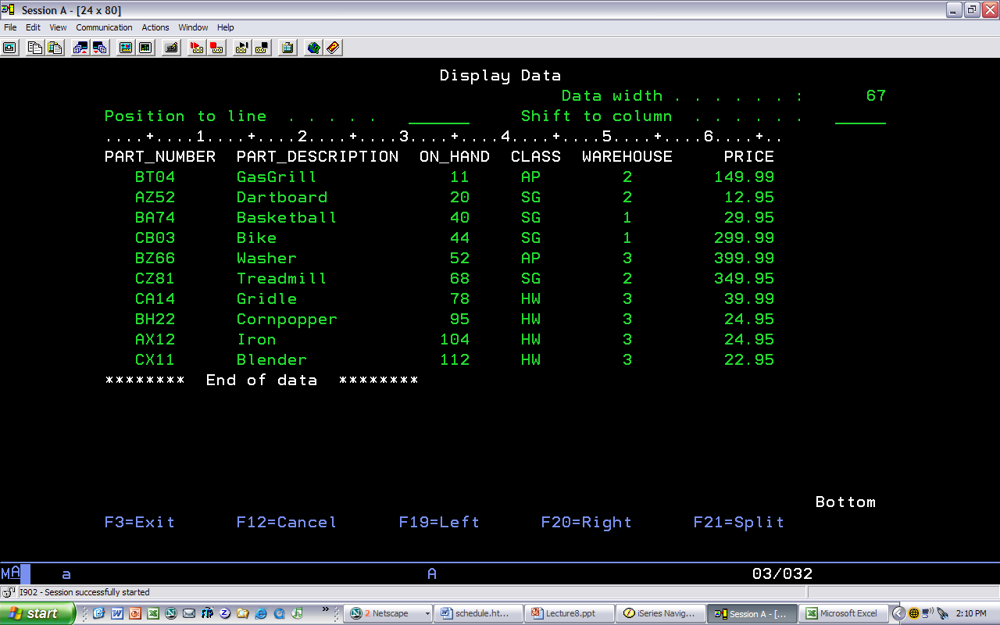 Session A - [24 x 80]
File Edit View Communication Actions Window Help
Display Data
Data width . . . . . . : 67
Position to line . . . . . Shift to column . . . . . .
....+....1....+....2....+....3....+....4....+....5....+....6....+..
PART_NUMBER PART_DESCRIPTION ON_HAND CLASS WAREHOUSE PRICE
BT04 GasGrill 11 AP 2 149.99
AZ52 Dartboard 20 SG 2 12.95
BA74 Basketball 40 SG 1 29.95
CB03 Bike 44 SG 1 299.99
BZ66 Washer 52 AP 3 399.99
CZ81 Treadmill 68 SG 2 349.95
CA14 Gridle 78 HW 3 39.99
BH22 Cornpopper 95 HW 3 24.95
AX12 Iron 104 HW 3 24.95
CX11 Blender 112 HW 3 22.95
******** End of data ********
Bottom
F3=Exit F12=Cancel F19=Left F20=Right F21=Split
MA a A 03/032
I902 - Session successfully started
start 2 Netscape schedule.ht... Lecture8.ppt iSeries Navig... Session A - [... Microsoft Excel 2:10 PM